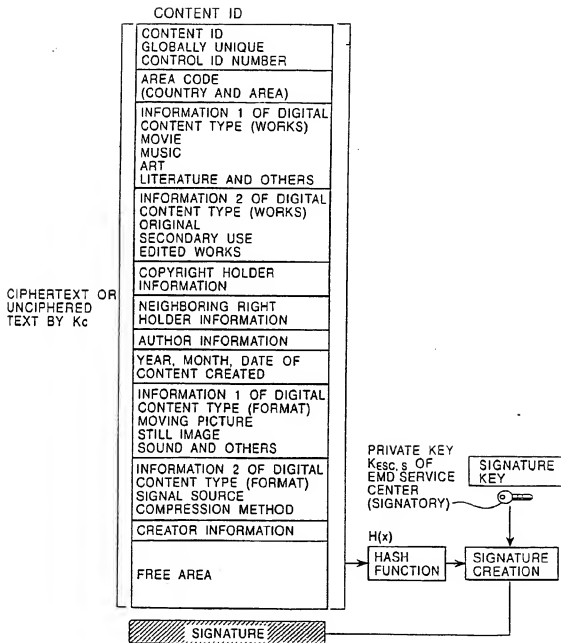 CONTENT ID
CONTENT ID
GLOBALLY UNIQUE
CONTROL ID NUMBER
AREA CODE
(COUNTRY AND AREA)
INFORMATION 1 OF DIGITAL
CONTENT TYPE (WORKS)
MOVIE
MUSIC
ART
LITERATURE AND OTHERS
INFORMATION 2 OF DIGITAL
CONTENT TYPE (WORKS)
ORIGINAL
SECONDARY USE
EDITED WORKS
COPYRIGHT HOLDER
INFORMATION
CIPHERTEXT OR
UNCIPHERED
TEXT BY Kc
NEIGHBORING RIGHT
HOLDER INFORMATION
AUTHOR INFORMATION
YEAR, MONTH, DATE OF
CONTENT CREATED
INFORMATION 1 OF DIGITAL
CONTENT TYPE (FORMAT)
MOVING PICTURE
STILL IMAGE
SOUND AND OTHERS
INFORMATION 2 OF DIGITAL
CONTENT TYPE (FORMAT)
SIGNAL SOURCE
COMPRESSION METHOD
CREATOR INFORMATION
FREE AREA
PRIVATE KEY
KESC, S OF
EMD SERVICE
CENTER
(SIGNATORY)
SIGNATURE
KEY
H(x)
HASH
FUNCTION
SIGNATURE
CREATION
SIGNATURE